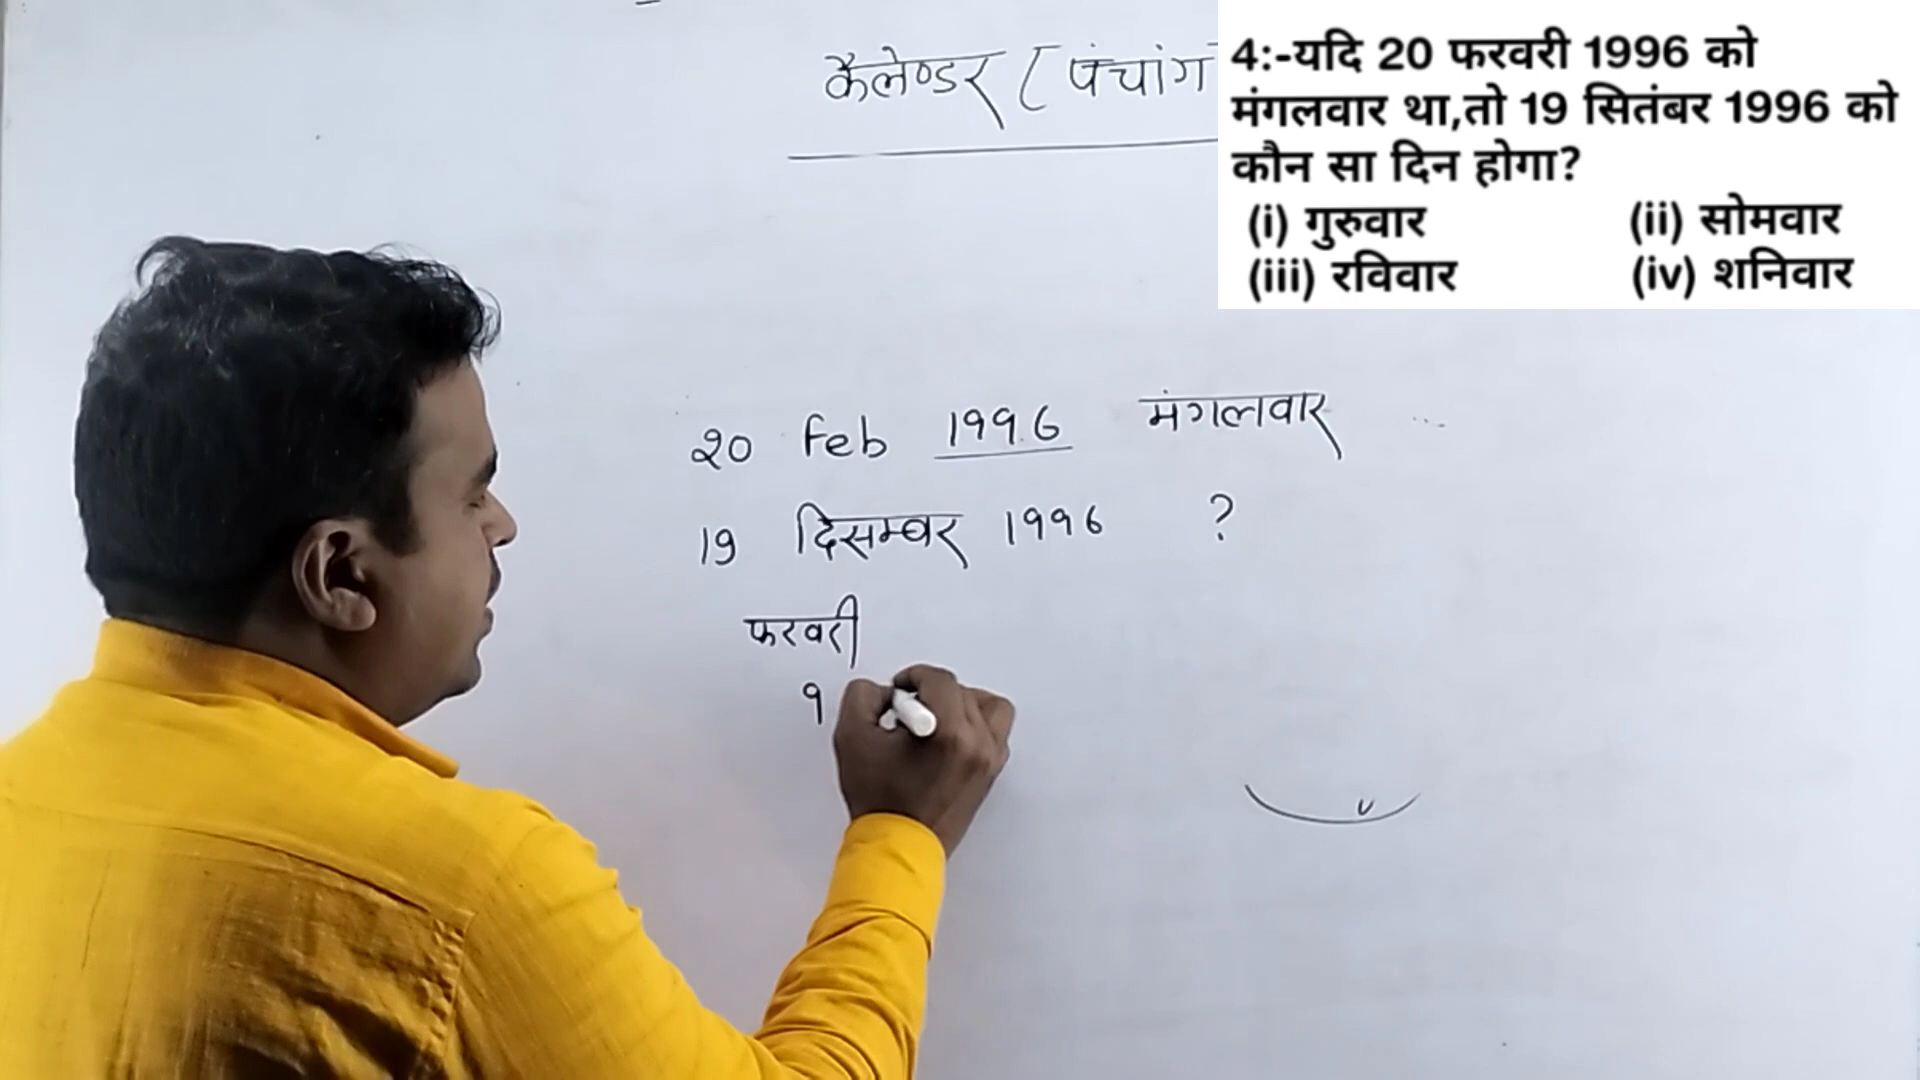 कैलेण्डर (पंचांग
4:-यदि 20 फरवरी 1996 को
मंगलवार था,तो 19 सितंबर 1996 को
कौन सा दिन होगा?
(i) गुरुवार (ii) सोमवार
(iii) रविवार (iv) शनिवार
20 Feb 1996 मंगलवार
19 दिसम्बर 1996 ?
फरवरी
9